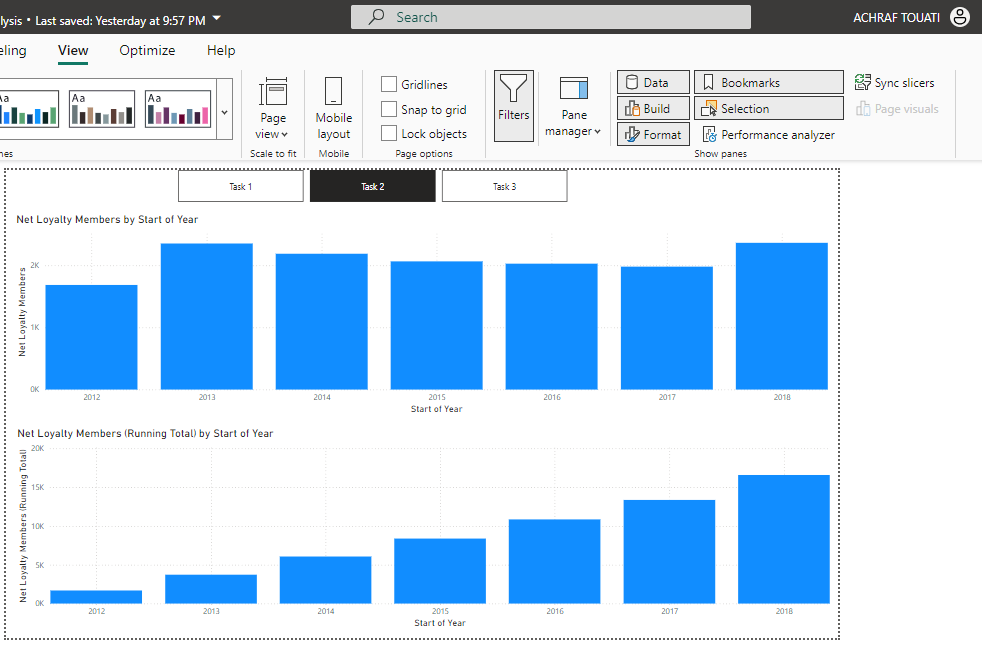 lysis • Last saved: Yesterday at 9:57 PM
Search
ACHRAF TOUATI
eling View Optimize Help
Aa Aa Aa
nes
Page view
Scale to fit
Mobile layout
Mobile
Gridlines
Snap to grid
Lock objects
Page options
Filters
Pane manager
Data
Build
Format
Bookmarks
Selection
Performance analyzer
Show panes
Sync slicers
Page visuals
Task 1 Task 2 Task 3
Net Loyalty Members by Start of Year
Net Loyalty Members
2K
1K
0K
2012 2013 2014 2015 2016 2017 2018
Start of Year
Net Loyalty Members (Running Total) by Start of Year
Net Loyalty Members (Running Total)
20K
15K
10K
5K
0K
2012 2013 2014 2015 2016 2017 2018
Start of Year